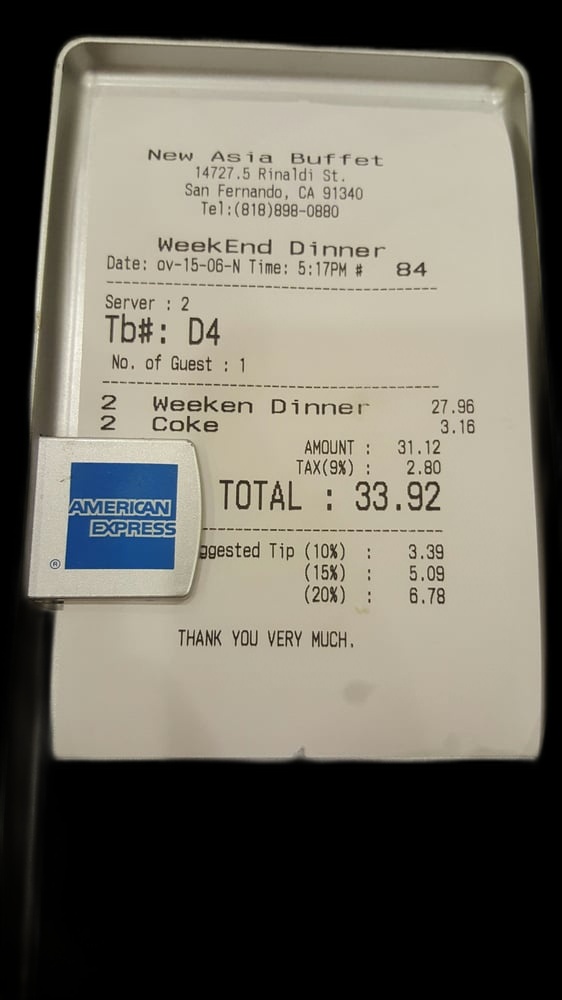 New Asia Buffet
14727.5 Rinaldi St.
San Fernando, CA 91340
Tel:(818)898-0880
WeekEnd Dinner
Date: ov-15-06-N Time: 5:17PM # 84
Server : 2
Tb#: D4
No. of Guest : 1
2 Weeken Dinner 27.96
2 Coke 3.16
AMOUNT : 31.12
TAX(9%) : 2.80
TOTAL : 33.92
AMERICAN
EXPRESS
®
ggested Tip (10%) : 3.39
(15%) : 5.09
(20%) : 6.78
THANK YOU VERY MUCH.